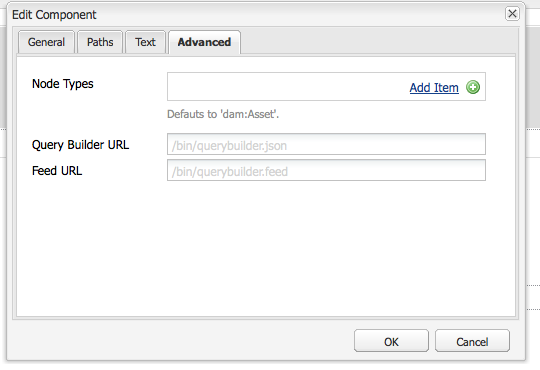 Edit Component
General Paths Text Advanced
Node Types Add Item
Defauts to 'dam:Asset'.
Query Builder URL /bin/querybuilder.json
Feed URL /bin/querybuilder.feed
OK Cancel